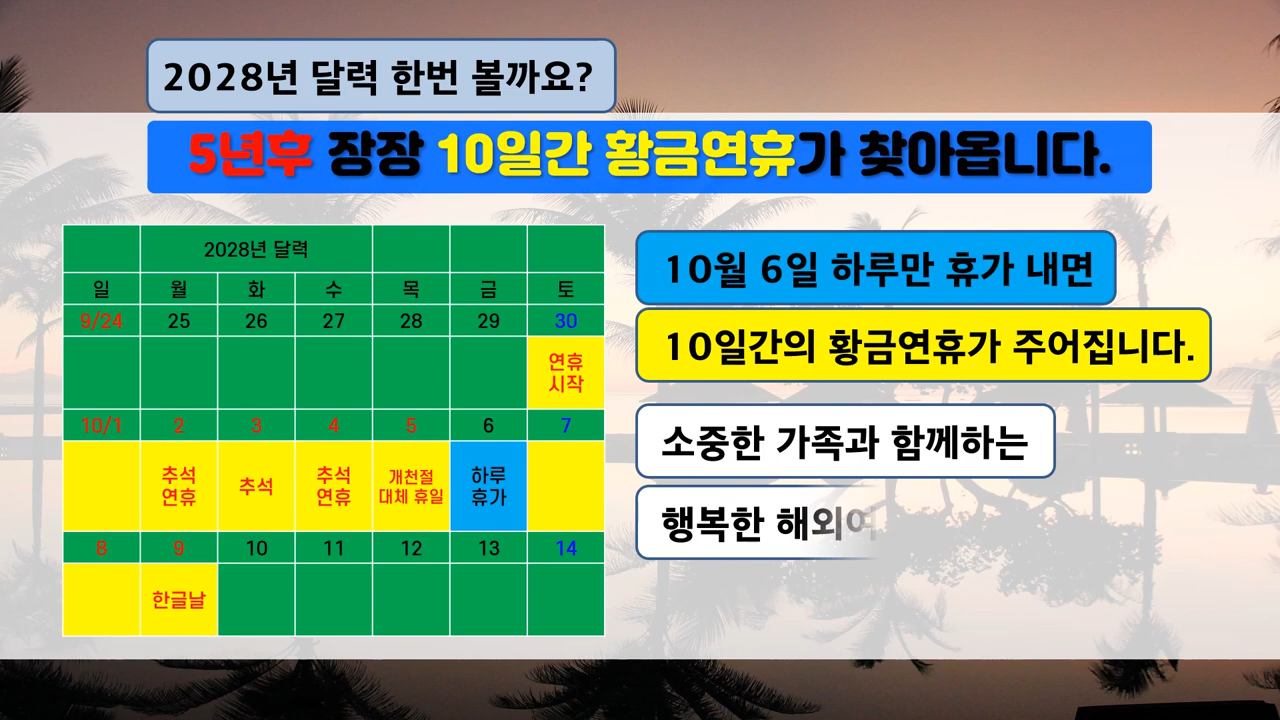 2028년 달력 한번 볼까요?
5년후 장장 10일간 황금연휴가 찾아옵니다.
2028년 달력
일 월 화 수 목 금 토
9/24 25 26 27 28 29 30
연휴
시작
10/1 2 3 4 5 6 7
추석
연휴
추석
추석
연휴
개천절
대체 휴일
하루
휴가
8 9 10 11 12 13 14
한글날
10월 6일 하루만 휴가 내면
10일간의 황금연휴가 주어집니다.
소중한 가족과 함께하는
행복한 해외여